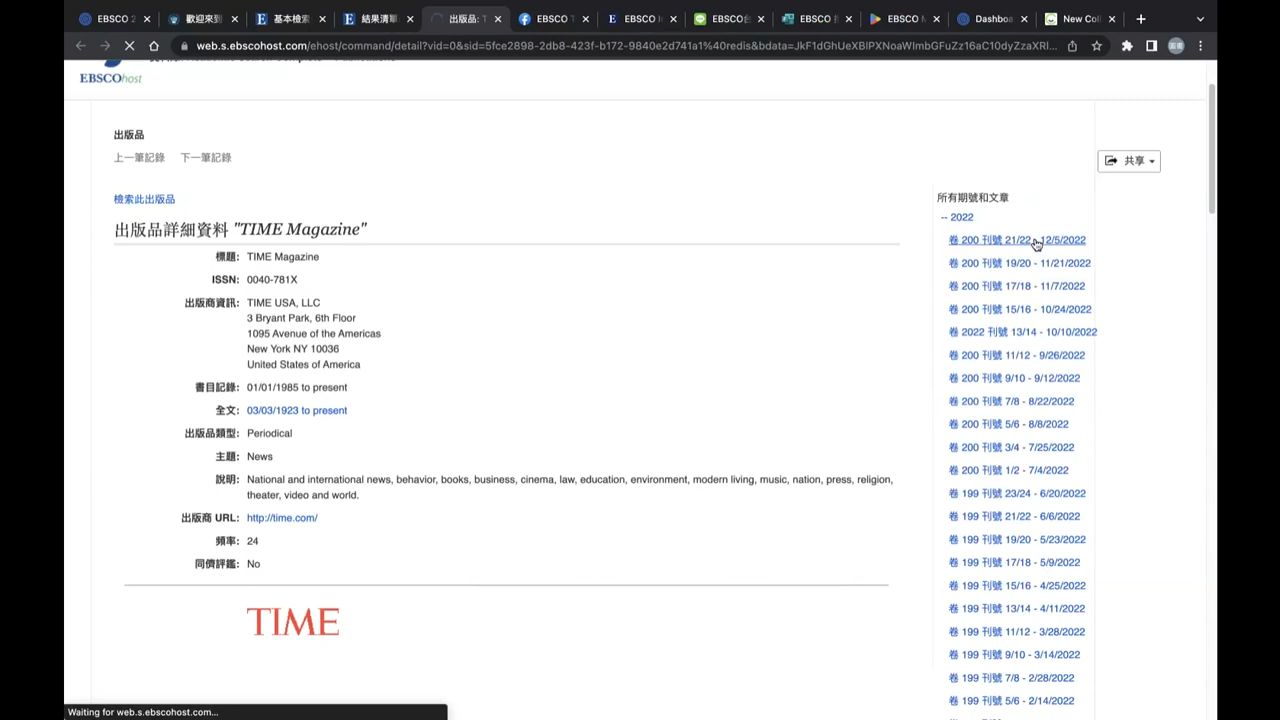 EBSCO 2
歡迎來到
基本檢索
結果清單
出版品: T
EBSCO T
EBSCO I
LINE
EBSCO台
EBSCO
EBSCO M
Dashboa
New Col
web.s.ebscohost.com/ehost/command/detail?vid=0&sid=5fce2898-2db8-423f-b172-9840e2d741a1%40redis&bdata=JkF1dGhUeXBlPXNoaWImbGFuZz16aC10dyZzaXRl...
EBSCOhost
出版品
上一筆記錄 下一筆記錄
共享
檢索此出版品
出版品詳細資料 "TIME Magazine"
標題: TIME Magazine
ISSN: 0040-781X
出版商資訊: TIME USA, LLC
3 Bryant Park, 6th Floor
1095 Avenue of the Americas
New York NY 10036
United States of America
書目記錄: 01/01/1985 to present
全文: 03/03/1923 to present
出版品類型: Periodical
主題: News
說明: National and international news, behavior, books, business, cinema, law, education, environment, modern living, music, nation, press, religion,
theater, video and world.
出版商 URL: http://time.com/
頻率: 24
同儕評鑑: No
TIME
所有期號和文章
-- 2022
卷 200 刊號 21/22 - 12/5/2022
卷 200 刊號 19/20 - 11/21/2022
卷 200 刊號 17/18 - 11/7/2022
卷 200 刊號 15/16 - 10/24/2022
卷 2022 刊號 13/14 - 10/10/2022
卷 200 刊號 11/12 - 9/26/2022
卷 200 刊號 9/10 - 9/12/2022
卷 200 刊號 7/8 - 8/22/2022
卷 200 刊號 5/6 - 8/8/2022
卷 200 刊號 3/4 - 7/25/2022
卷 200 刊號 1/2 - 7/4/2022
卷 199 刊號 23/24 - 6/20/2022
卷 199 刊號 21/22 - 6/6/2022
卷 199 刊號 19/20 - 5/23/2022
卷 199 刊號 17/18 - 5/9/2022
卷 199 刊號 15/16 - 4/25/2022
卷 199 刊號 13/14 - 4/11/2022
卷 199 刊號 11/12 - 3/28/2022
卷 199 刊號 9/10 - 3/14/2022
卷 199 刊號 7/8 - 2/28/2022
卷 199 刊號 5/6 - 2/14/2022
Waiting for web.s.ebscohost.com...